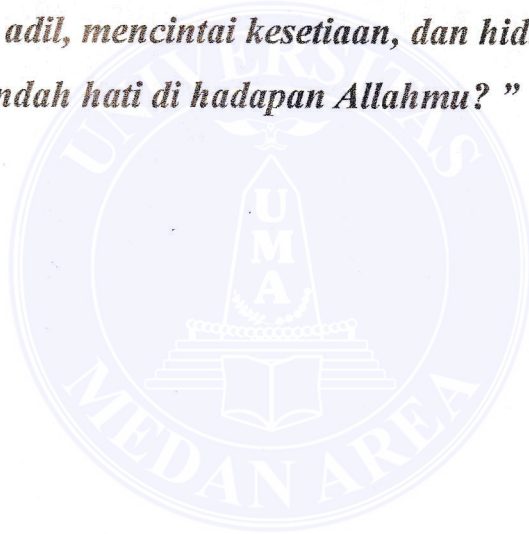 adil, mencintai kesetiaan, dan hid
ndah hati di hadapan Allahmu? ”
UNIVERSITAS
UMA
MEDAN AREA